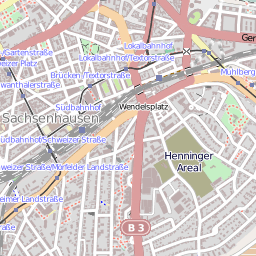 Lokalbahnhof
Gartenstraße
Lokalbahnhof/Textorstraße
Brücken-/Textorstraße
Mühlberg
Wendelsplatz
Südbahnhof
Sachsenhausen
Südbahnhof/Schweizer Straße
Henninger
Areal
Schweizer Straße/Mörfelder Landstraße
Landstraße
B 3